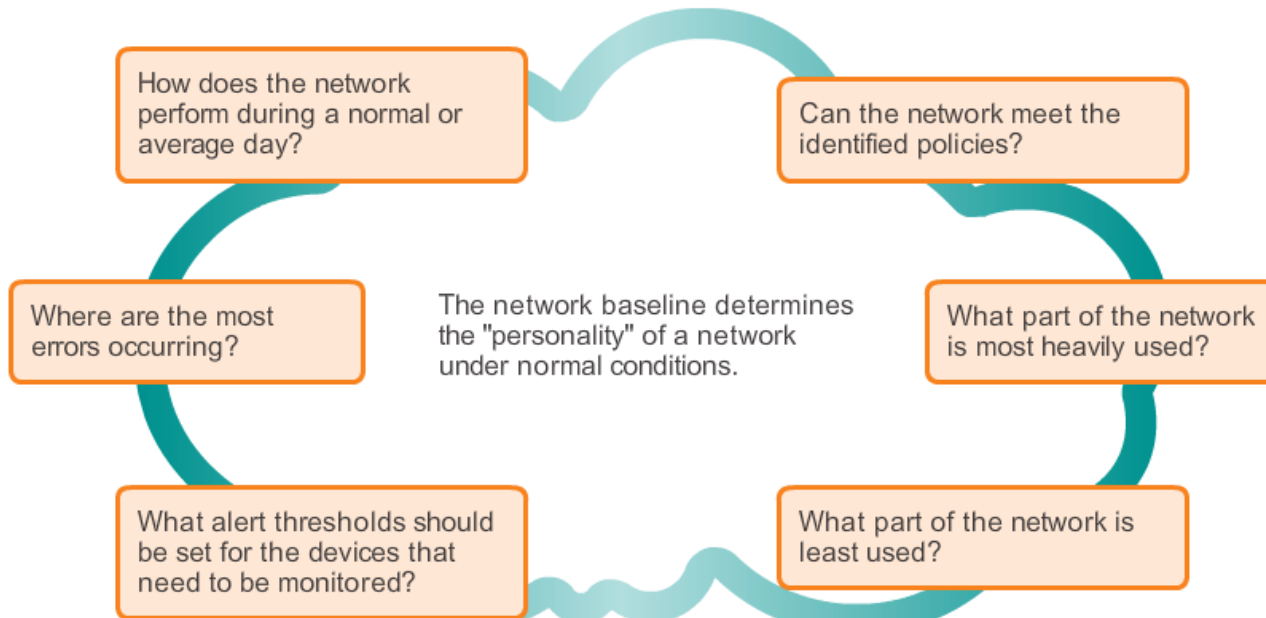 How does the network
perform during a normal or
average day?
Can the network meet the
identified policies?
Where are the most
errors occurring?
The network baseline determines
the "personality" of a network
under normal conditions.
What part of the network
is most heavily used?
What alert thresholds should
be set for the devices that
need to be monitored?
What part of the network is
least used?